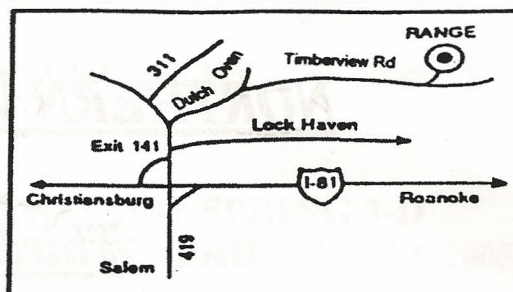 RANGE
311
Dutch Oven
Timberview Rd
Lock Haven
Exit 141
I-81
Christiansburg
Roanoke
419
Salem